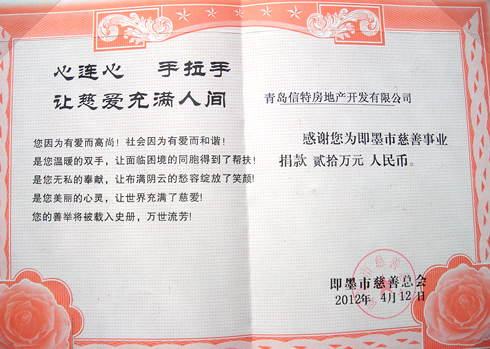 心连心 手拉手
让慈爱充满人间
您因为有爱而高尚！社会因为有爱而和谐！
是您温暖的双手，让面临困境的同胞得到了帮扶！
是您无私的奉献，让布满阴云的愁容绽放了笑颜！
是您美丽的心灵，让世界充满了慈爱！
您的善举将被载入史册，万世流芳！
青岛信特房地产开发有限公司
感谢您为即墨市慈善事业
捐款 贰拾万元 人民币。
即墨市慈善总会
2012年 4月 12日